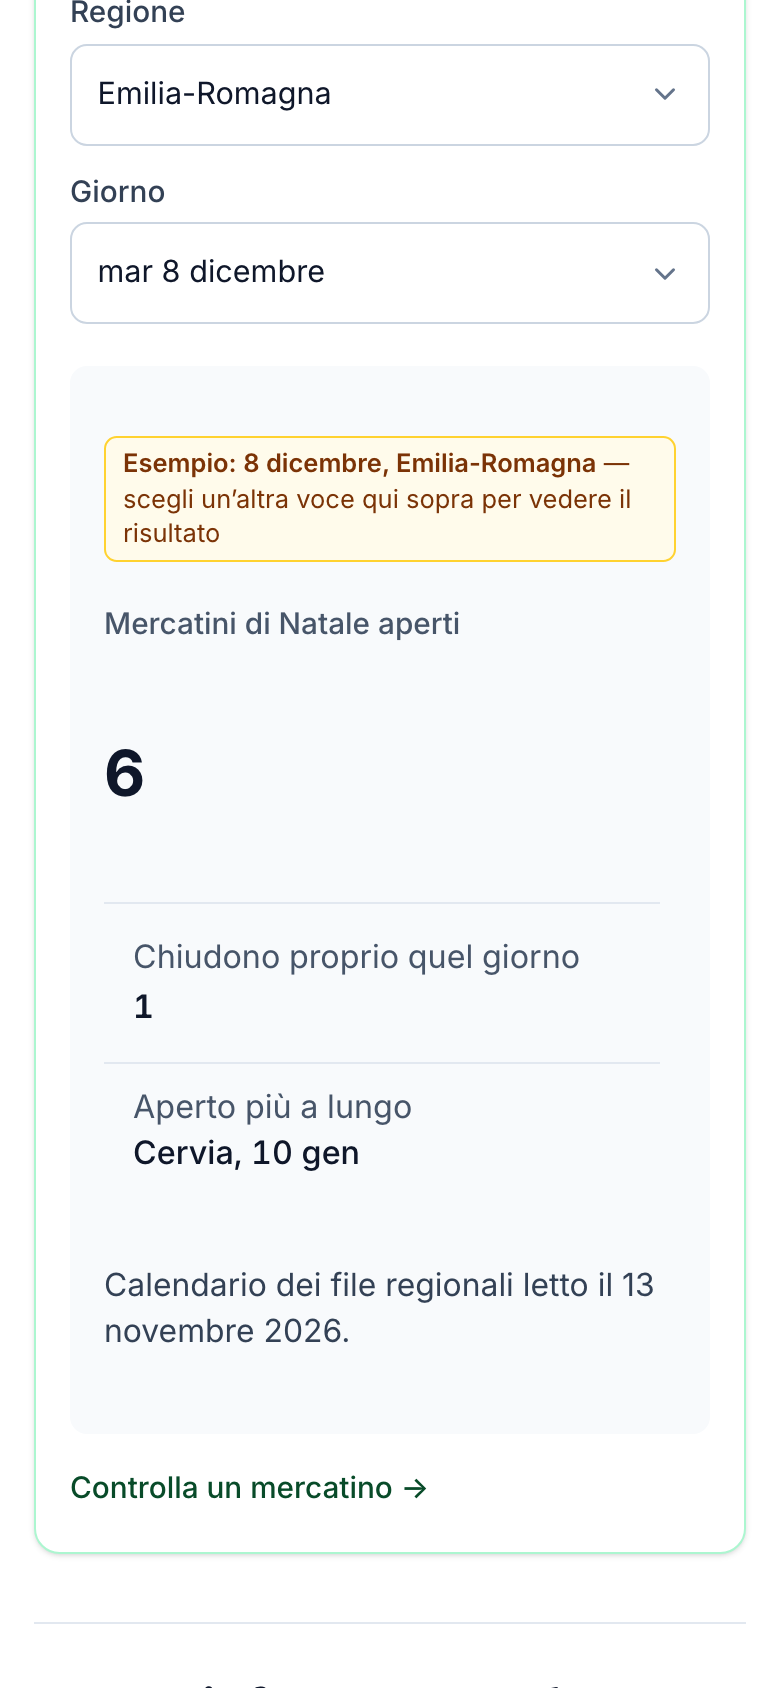 Regione
Emilia-Romagna
Giorno
mar 8 dicembre
Esempio: 8 dicembre, Emilia-Romagna —
scegli un’altra voce qui sopra per vedere il
risultato
Mercatini di Natale aperti
6
Chiudono proprio quel giorno
1
Aperto più a lungo
Cervia, 10 gen
Calendario dei file regionali letto il 13
novembre 2026.
Controlla un mercatino →